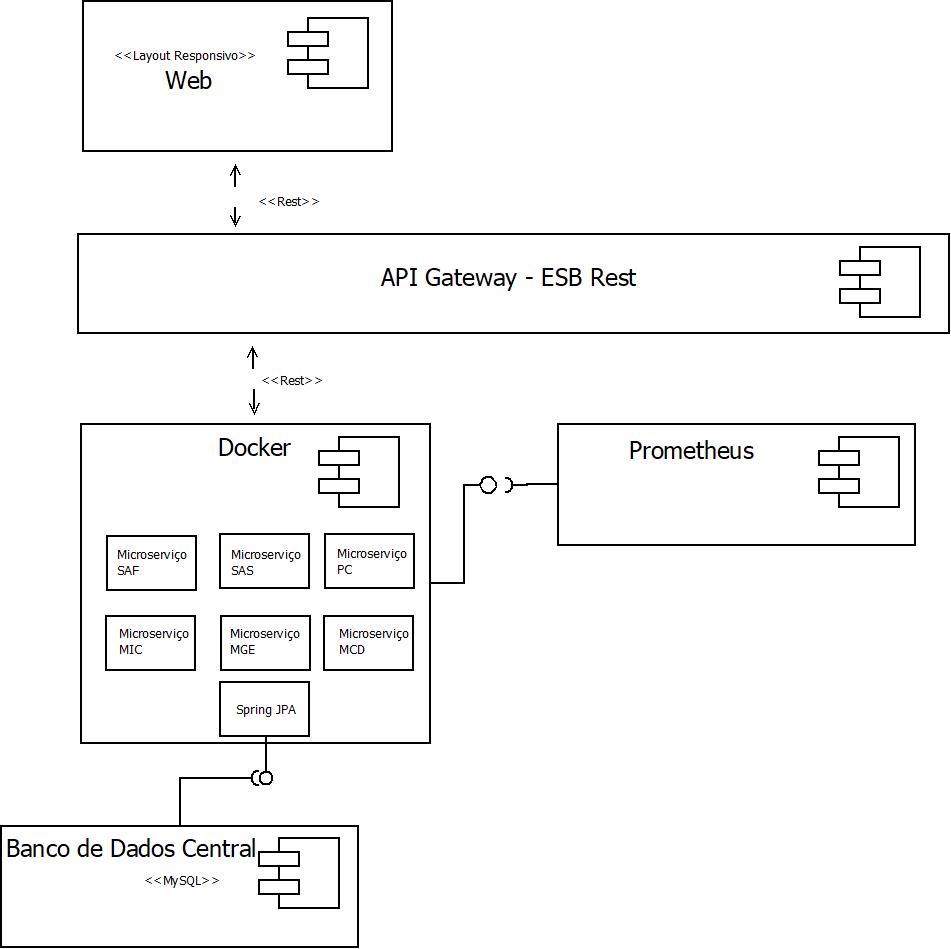 <<Layout Responsivo>>
Web
<<Rest>>
API Gateway - ESB Rest
<<Rest>>
Docker
Prometheus
Microserviço
SAF
Microserviço
SAS
Microserviço
PC
Microserviço
MIC
Microserviço
MGE
Microserviço
MCD
Spring JPA
Banco de Dados Central
<<MySQL>>